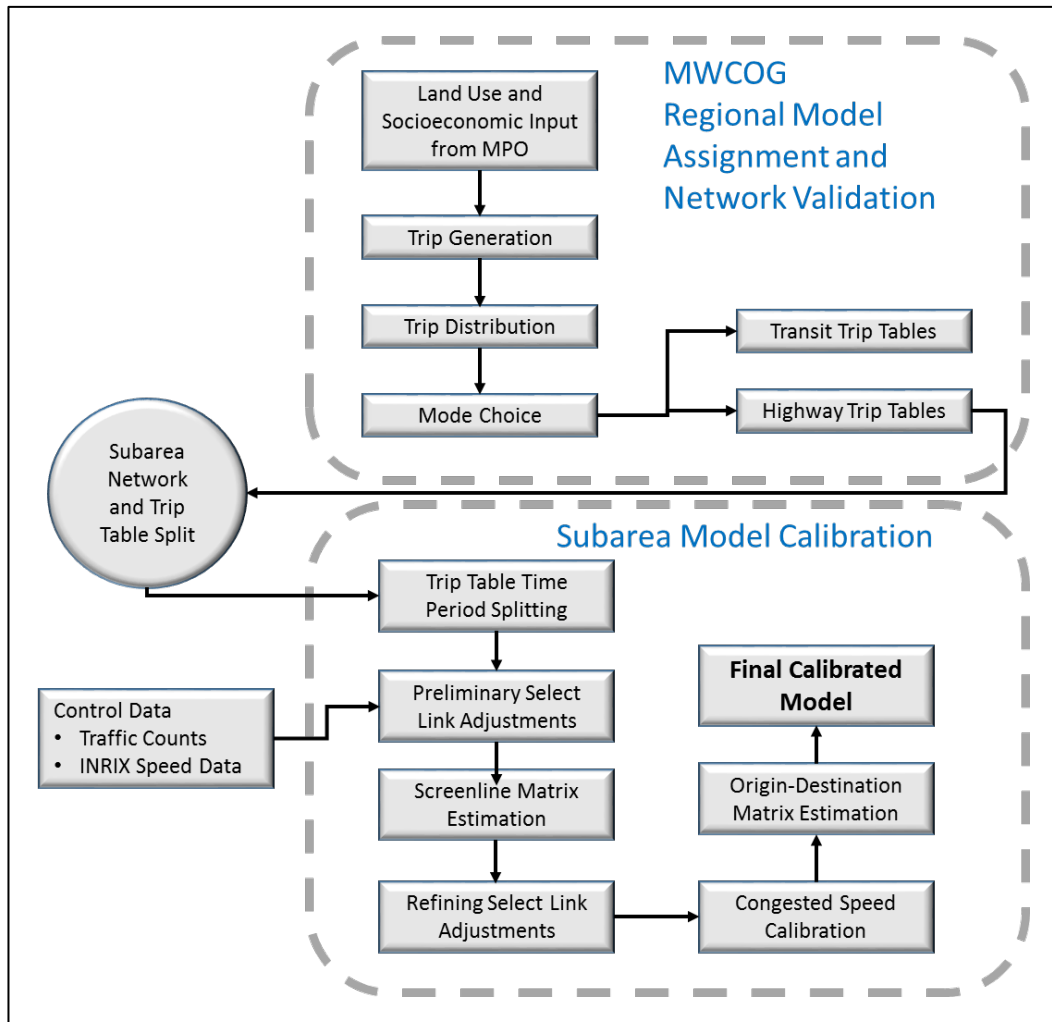 MWCOG
Regional Model
Assignment and
Network Validation
Land Use and
Socioeconomic Input
from MPO
Trip Generation
Trip Distribution
Mode Choice
Transit Trip Tables
Highway Trip Tables
Subarea
Network
and Trip
Table Split
Subarea Model Calibration
Trip Table Time
Period Splitting
Control Data
• Traffic Counts
• INRIX Speed Data
Preliminary Select
Link Adjustments
Screenline Matrix
Estimation
Refining Select Link
Adjustments
Congested Speed
Calibration
Origin-Destination
Matrix Estimation
Final Calibrated
Model